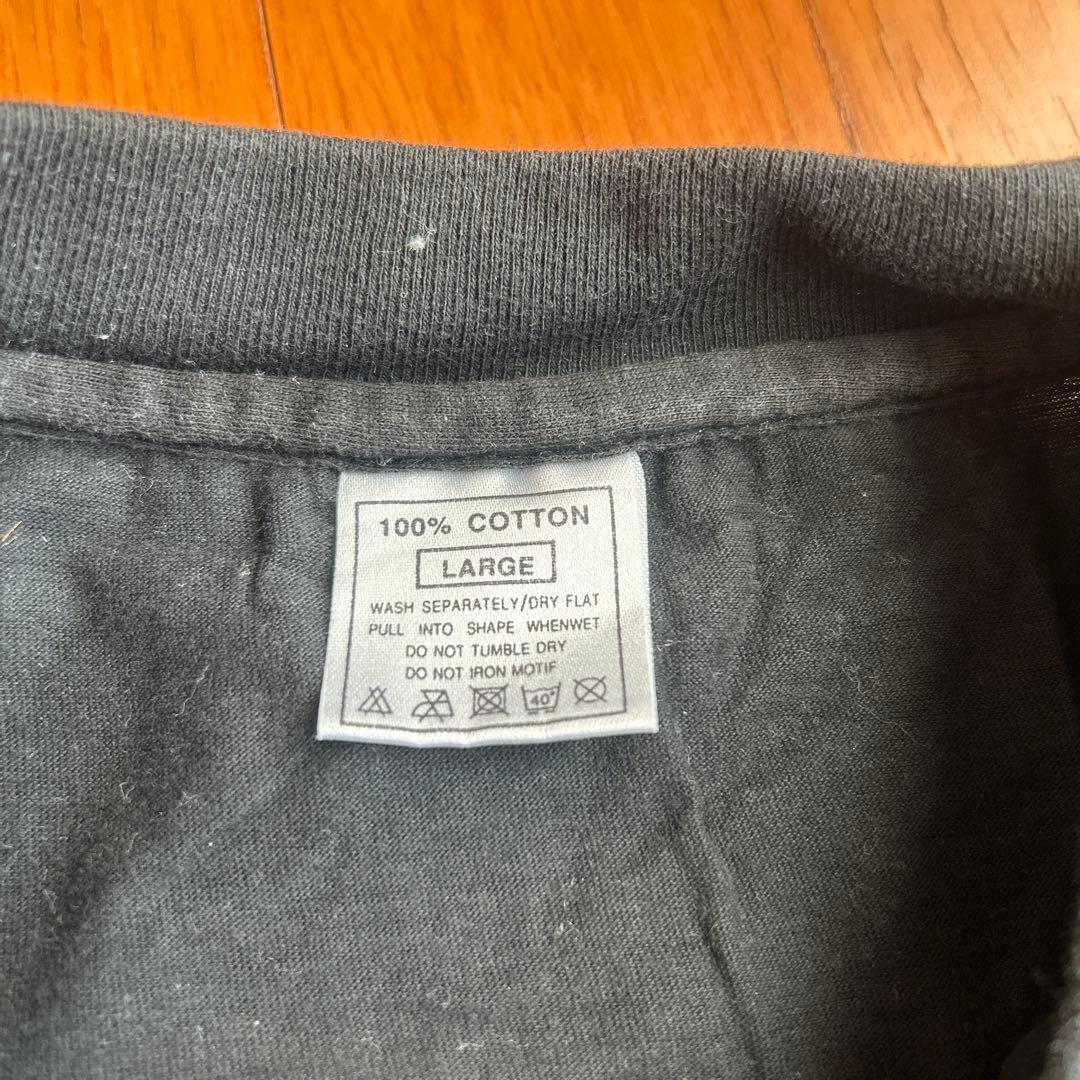 100% COTTON
LARGE
WASH SEPARATELY/DRY FLAT
PULL INTO SHAPE WHENWET
DO NOT TUMBLE DRY
DO NOT IRON MOTIF
40°